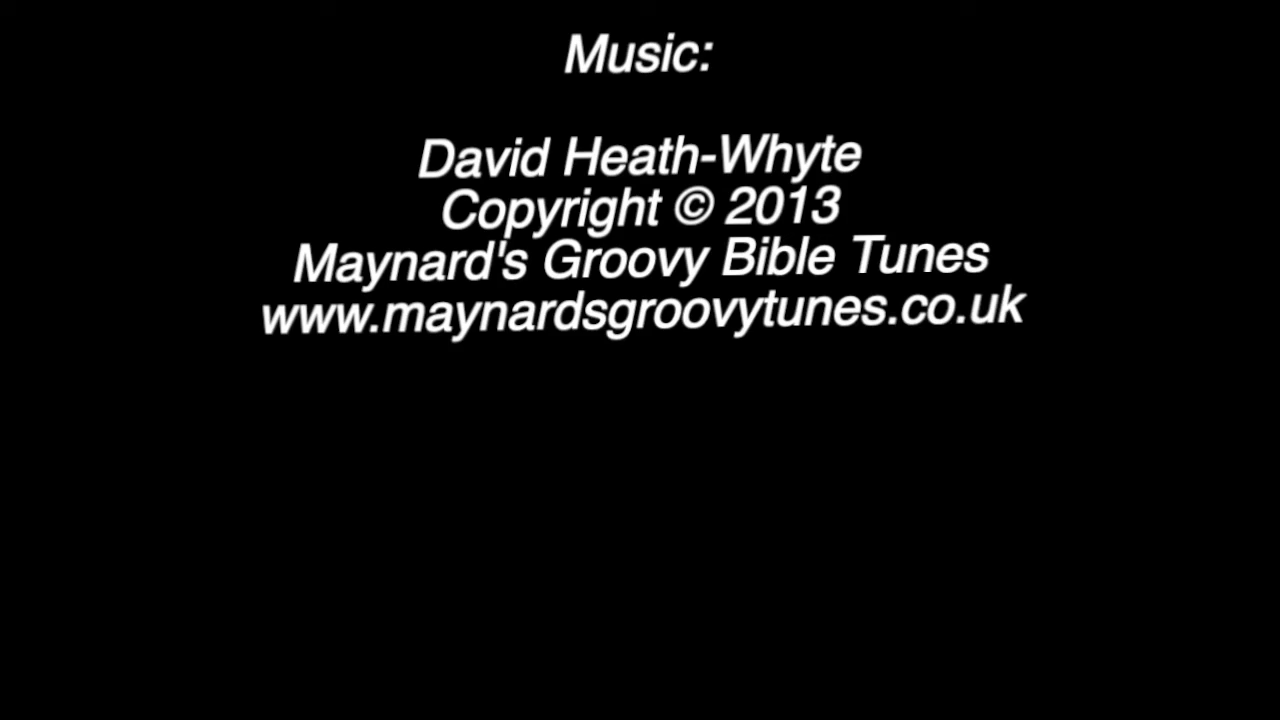 Music:
David Heath-Whyte
Copyright © 2013
Maynard's Groovy Bible Tunes
www.maynardsgroovytunes.co.uk